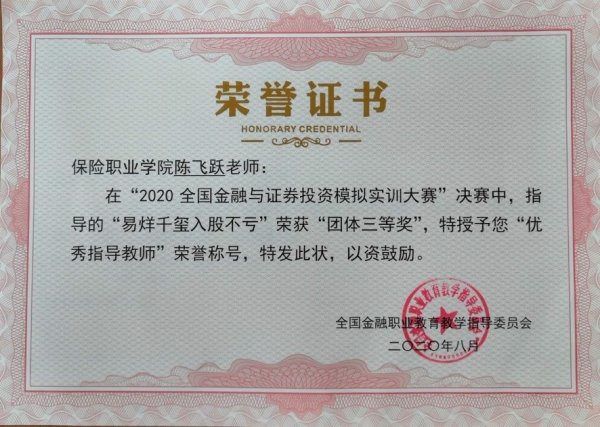 荣誉证书
HONORARY CREDENTIAL
保险职业学院陈飞跃老师：
在“2020 全国金融与证券投资模拟实训大赛”决赛中，指
导的“易烊千玺入股不亏”荣获“团体三等奖”，特授予您“优
秀指导教师”荣誉称号，特发此状，以资鼓励。
全国金融职业教育教学指导委员会
二〇二〇年八月